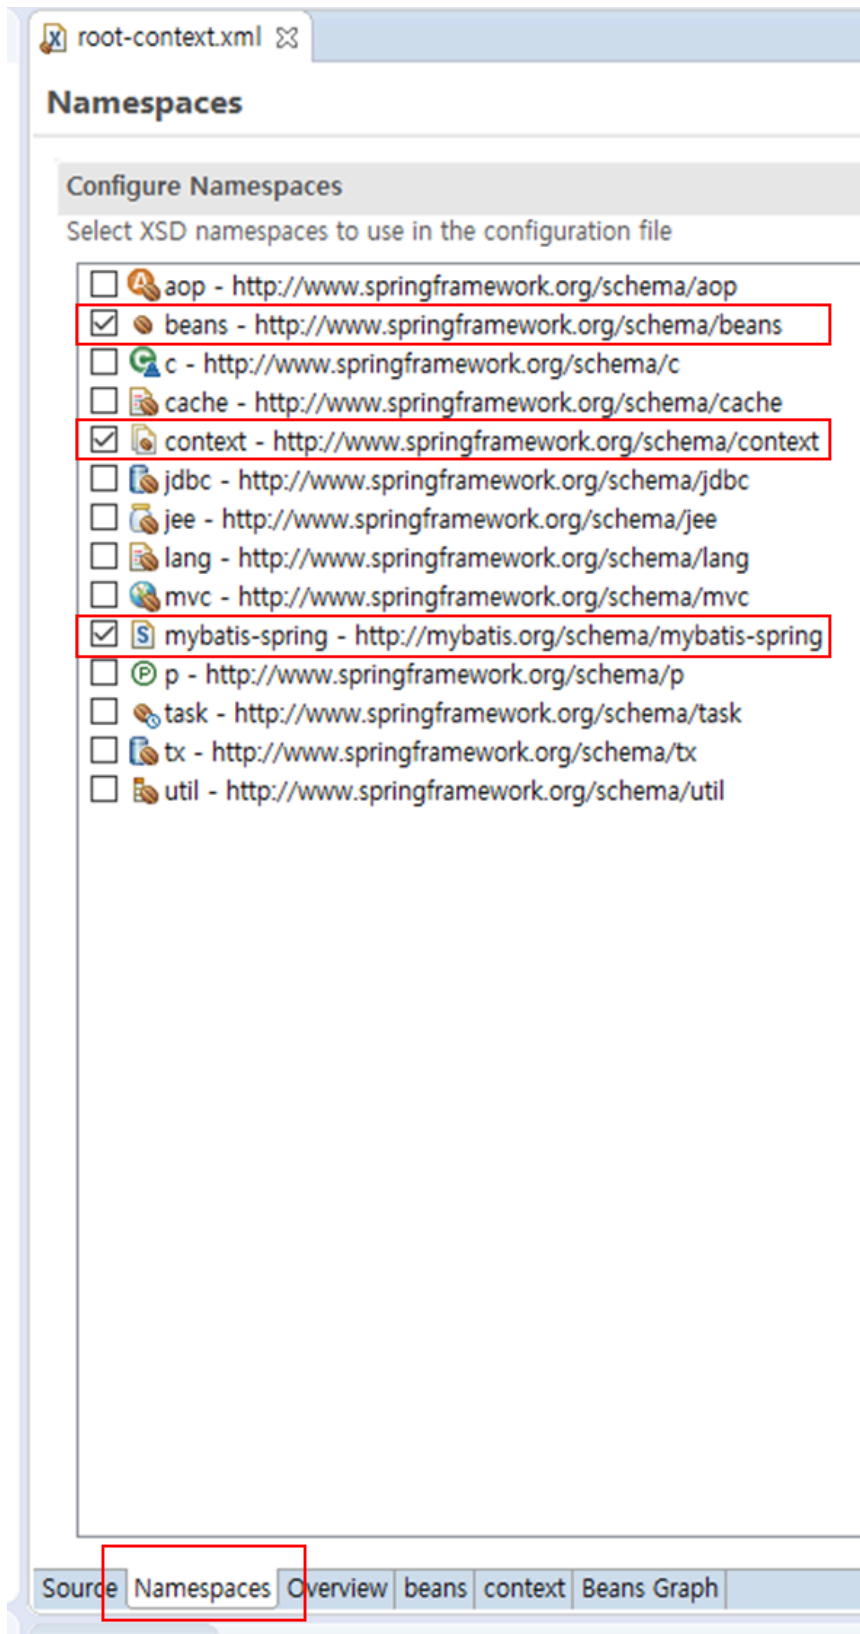 root-context.xml
Namespaces
Configure Namespaces
Select XSD namespaces to use in the configuration file
aop - http://www.springframework.org/schema/aop
beans - http://www.springframework.org/schema/beans
c - http://www.springframework.org/schema/c
cache - http://www.springframework.org/schema/cache
context - http://www.springframework.org/schema/context
jdbc - http://www.springframework.org/schema/jdbc
jee - http://www.springframework.org/schema/jee
lang - http://www.springframework.org/schema/lang
mvc - http://www.springframework.org/schema/mvc
mybatis-spring - http://mybatis.org/schema/mybatis-spring
p - http://www.springframework.org/schema/p
task - http://www.springframework.org/schema/task
tx - http://www.springframework.org/schema/tx
util - http://www.springframework.org/schema/util
Source Namespaces Overview beans context Beans Graph